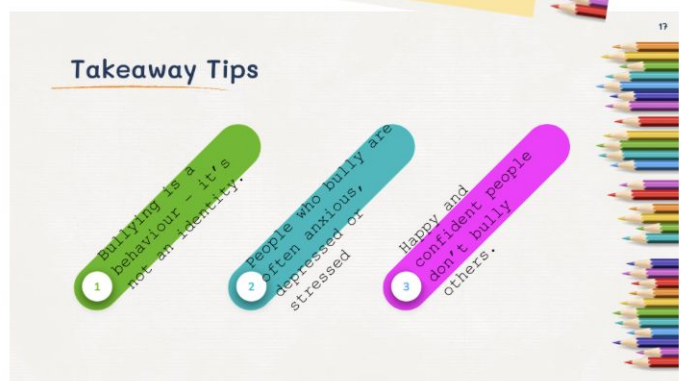 17
Takeaway Tips
Bullying is a
behaviour – it's
not an identity.
1
People who bully are
often anxious,
depressed or
stressed
2
Happy and
confident people
don't bully
others.
3